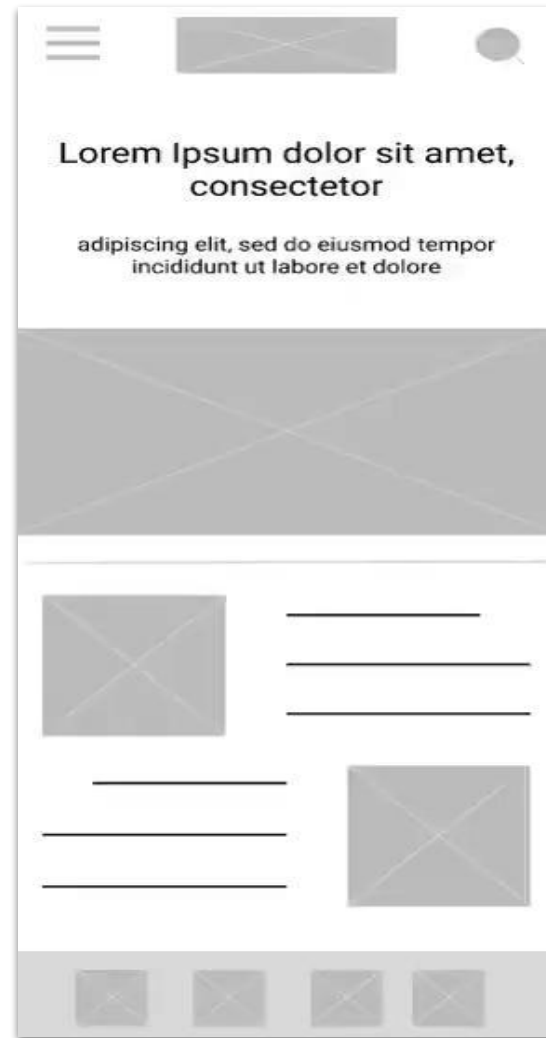 Lorem Ipsum dolor sit amet,
consectetor
adipiscing elit, sed do eiusmod tempor
incididunt ut labore et dolore